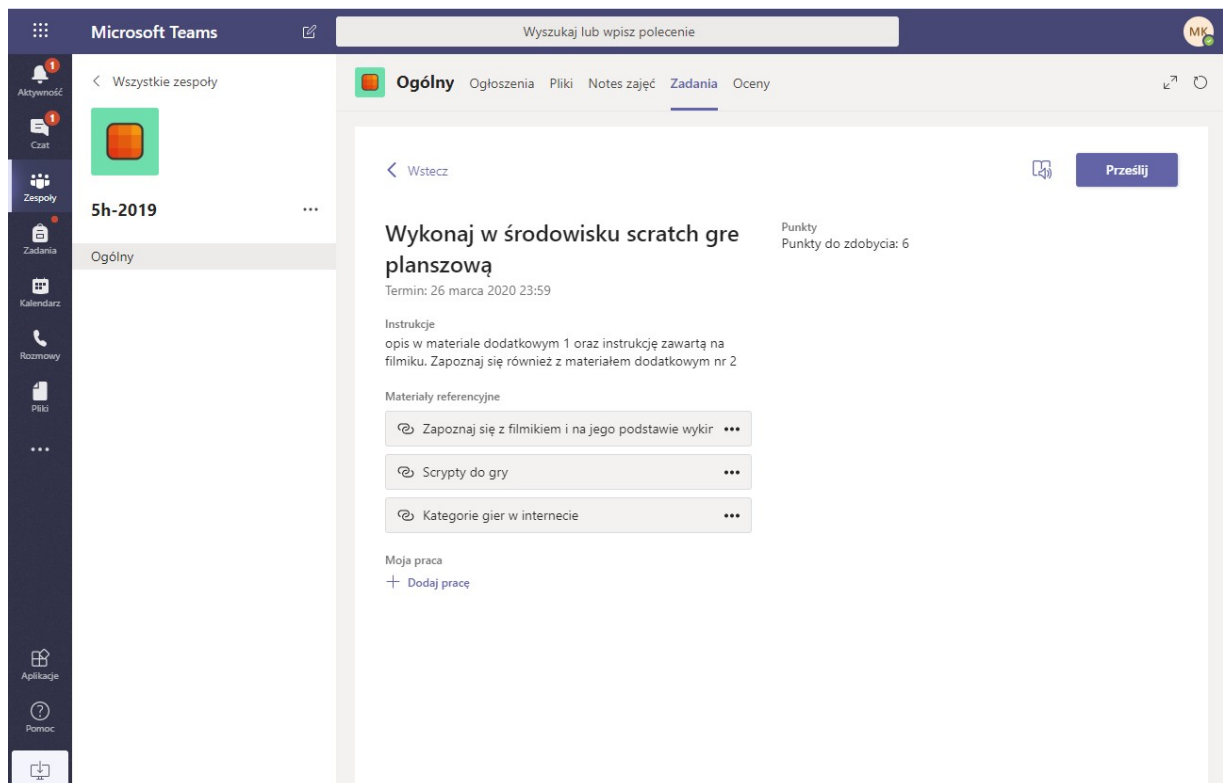 Microsoft Teams
Wyszukaj lub wpisz polecenie
MK
1
Aktywność
1
Czat
Zespoły
Zadania
Kalendarz
Rozmowy
Pliki
Aplikacje
Pomoc
Wszystkie zespoły
5h-2019
Ogólny
Ogólny Ogłoszenia Pliki Notes zajęć Zadania Oceny
Wstecz
Prześlij
Wykonaj w środowisku scratch gre
planszową
Termin: 26 marca 2020 23:59
Punkty
Punkty do zdobycia: 6
Instrukcje
opis w materiale dodatkowym 1 oraz instrukcję zawartą na
filmiku. Zapoznaj się również z materiałem dodatkowym nr 2
Materiały referencyjne
Zapoznaj się z filmikiem i na jego podstawie wykir
Scrypty do gry
Kategorie gier w internecie
Moja praca
Dodaj pracę